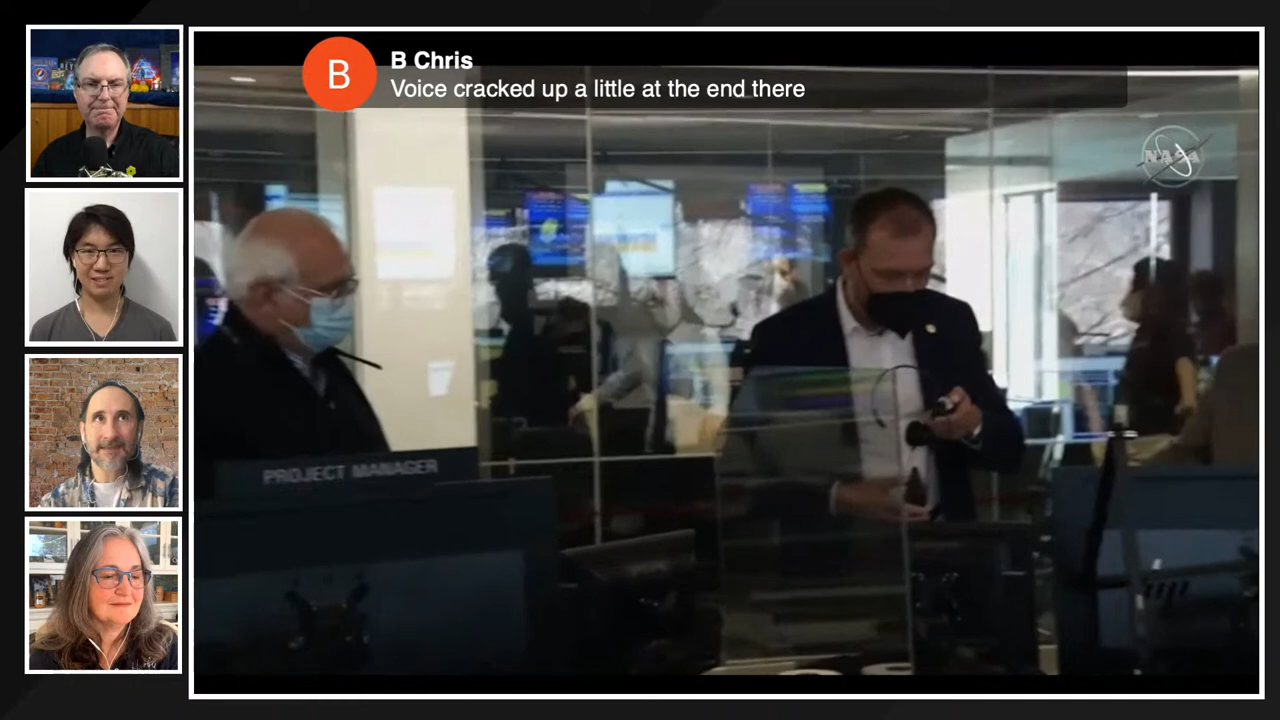 B
B Chris
Voice cracked up a little at the end there
NASA
PROJECT MANAGER